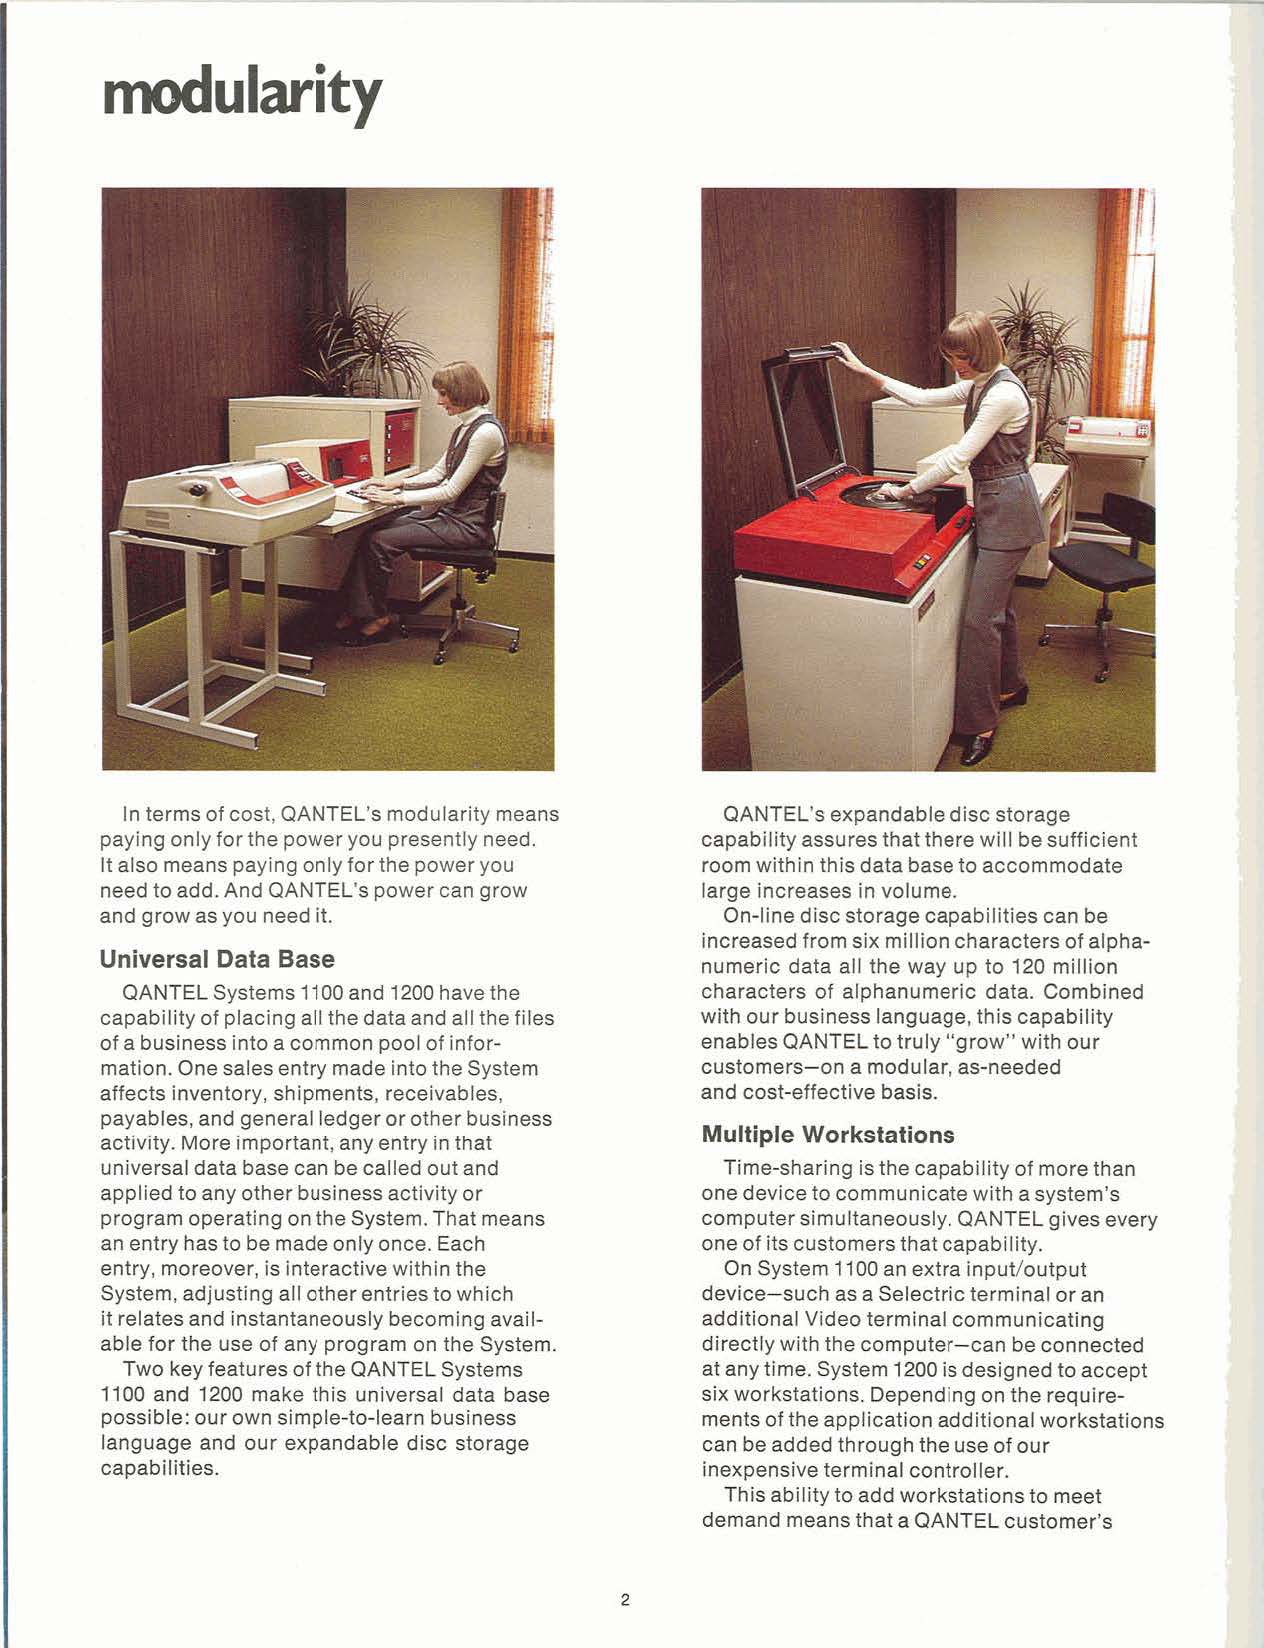 modularity
In terms of cost, QANTEL's modularity means
paying only for the power you presently need.
It also means paying only for the power you
need to add. And QANTEL's power can grow
and grow as you need it.
Universal Data Base
QANTEL Systems 1100 and 1200 have the
capability of placing all the data and all the files
of a business into a common pool of infor-
mation. One sales entry made into the System
affects inventory, shipments, receivables,
payables, and general ledger or other business
activity. More important, any entry in that
universal data base can be called out and
applied to any other business activity or
program operating on the System. That means
an entry has to be made only once. Each
entry, moreover, is interactive within the
System, adjusting all other entries to which
it relates and instantaneously becoming avail-
able for the use of any program on the System.
Two key features of the QANTEL Systems
1100 and 1200 make this universal data base
possible: our own simple-to-learn business
language and our expandable disc storage
capabilities.
QANTEL's expandable disc storage
capability assures that there will be sufficient
room within this data base to accommodate
large increases in volume.
On-line disc storage capabilities can be
increased from six million characters of alpha-
numeric data all the way up to 120 million
characters of alphanumeric data. Combined
with our business language, this capability
enables QANTEL to truly "grow" with our
customers—on a modular, as-needed
and cost-effective basis.
Multiple Workstations
Time-sharing is the capability of more than
one device to communicate with a system's
computer simultaneously. QANTEL gives every
one of its customers that capability.
On System 1100 an extra input/output
device—such as a Selectric terminal or an
additional Video terminal communicating
directly with the computer—can be connected
at any time. System 1200 is designed to accept
six workstations. Depending on the require-
ments of the application additional workstations
can be added through the use of our
inexpensive terminal controller.
This ability to add workstations to meet
demand means that a QANTEL customer's
2